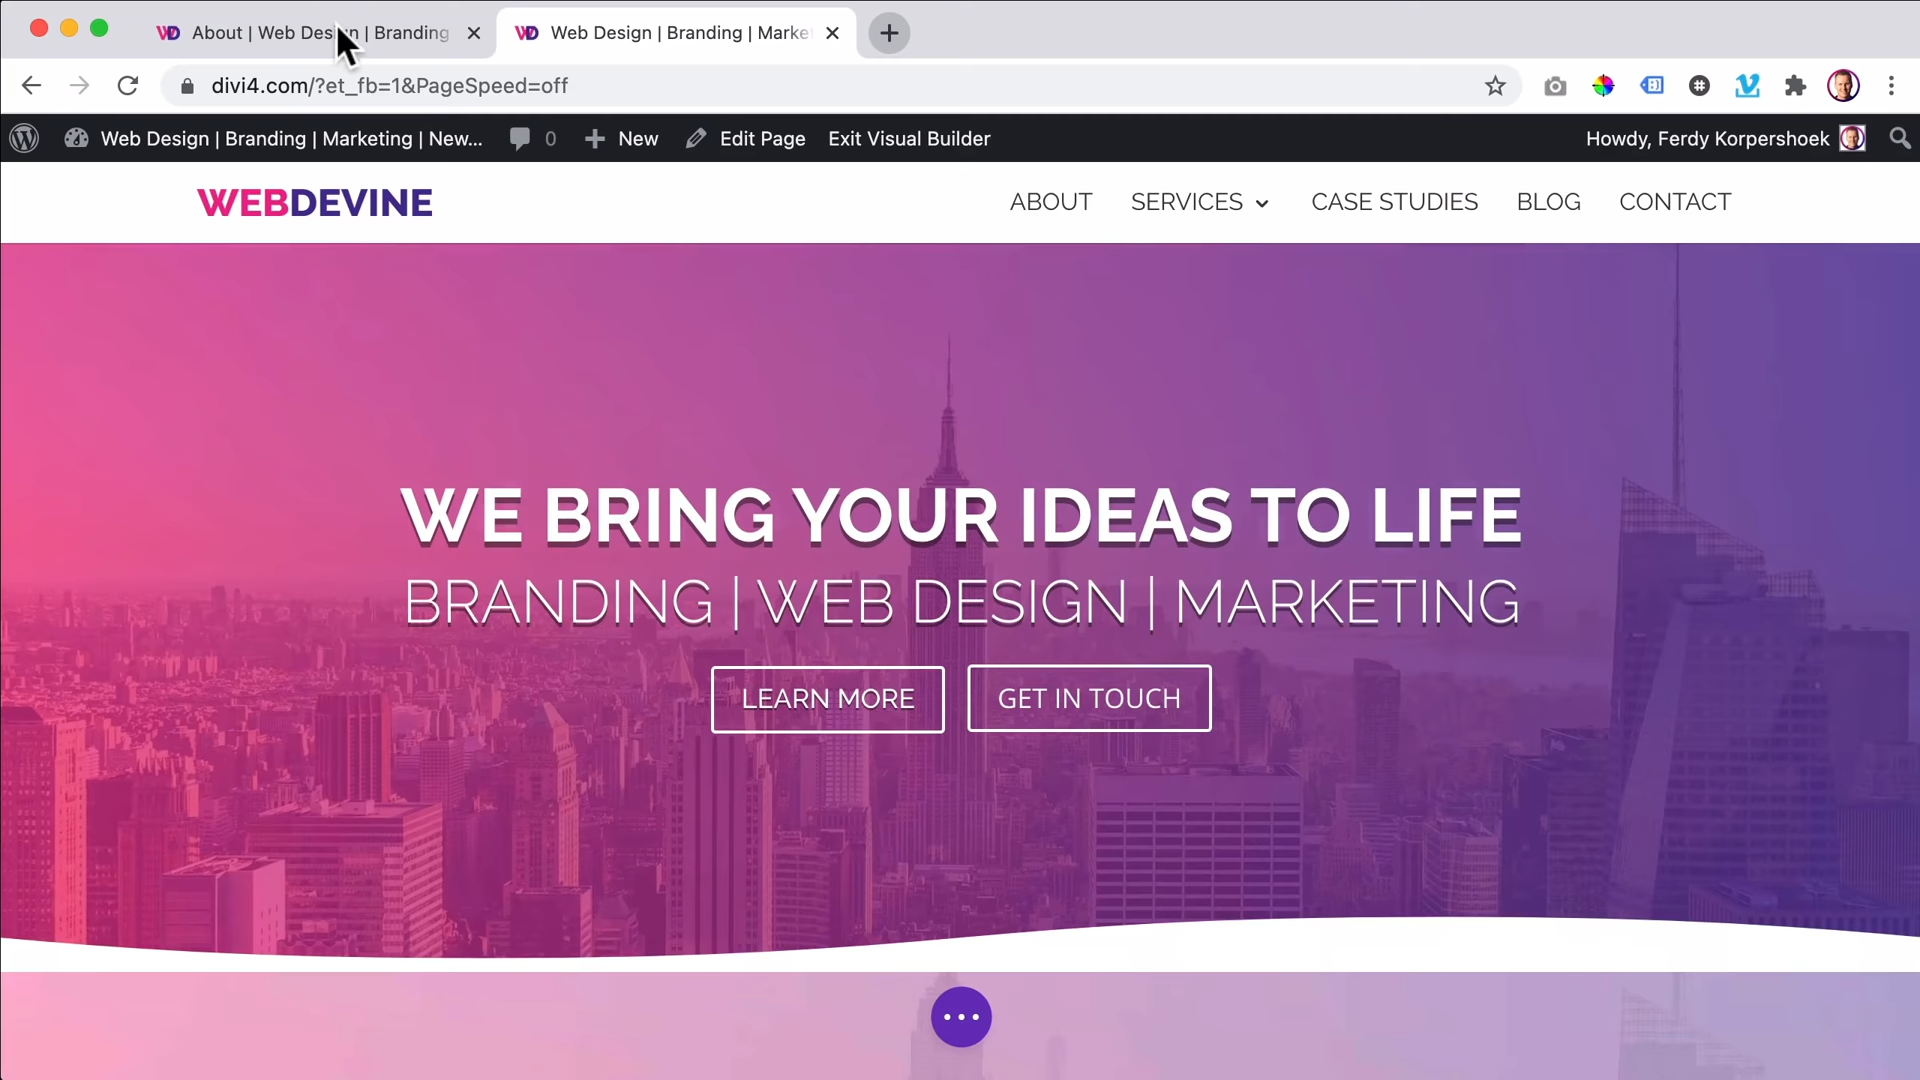 About | Web Design | Branding
Web Design | Branding | Marke
divi4.com/?et_fb=1&PageSpeed=off
Web Design | Branding | Marketing | New...
0
New
Edit Page
Exit Visual Builder
Howdy, Ferdy Korpershoek
WEBDEVINE
ABOUT
SERVICES
CASE STUDIES
BLOG
CONTACT
WE BRING YOUR IDEAS TO LIFE
BRANDING | WEB DESIGN | MARKETING
LEARN MORE
GET IN TOUCH